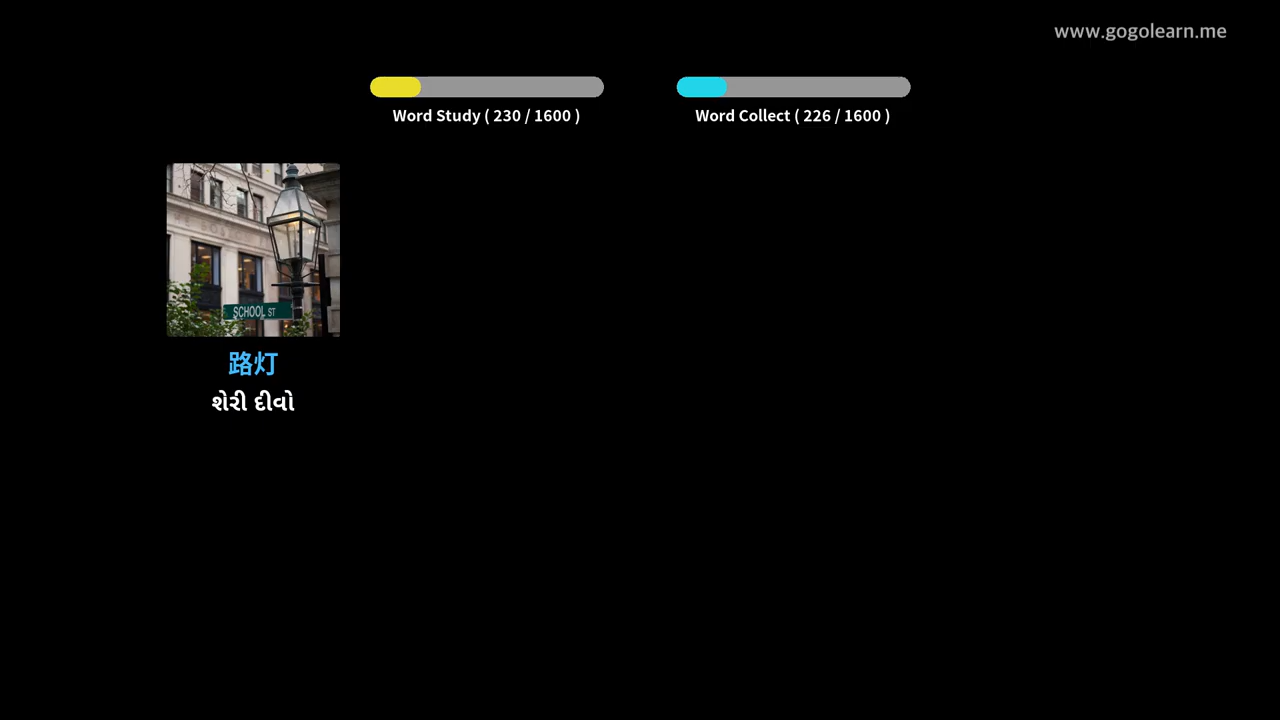 www.gogolearn.me
Word Study ( 230 / 1600 )
Word Collect ( 226 / 1600 )
SCHOOL ST
路灯
શેરી દીવો